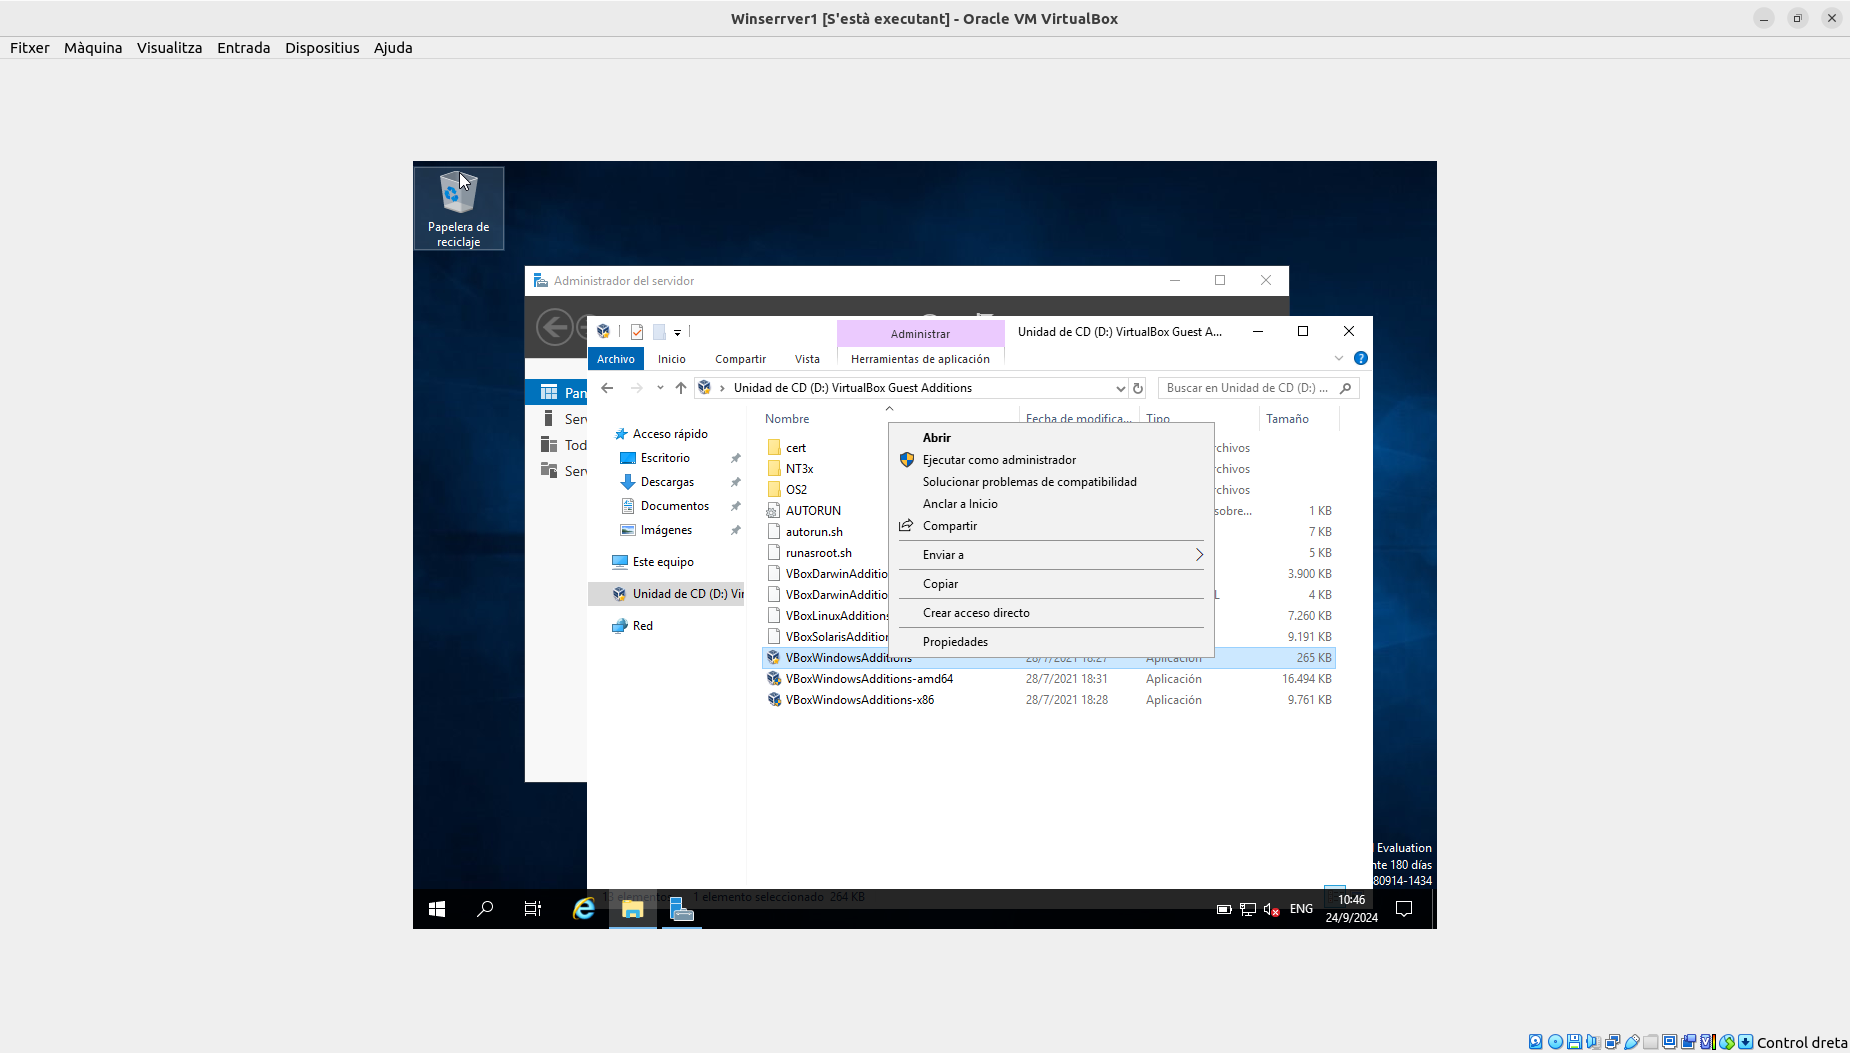 Winserrver1 [S'està executant] - Oracle VM VirtualBox
Fitxer Màquina Visualitza Entrada Dispositius Ajuda
Papelera de
reciclaje
Administrador del servidor
Administrar
Unidad de CD (D:) VirtualBox Guest A...
Archivo Inicio Compartir Vista Herramientas de aplicación
Unidad de CD (D:) VirtualBox Guest Additions
Buscar en Unidad de CD (D:) ...
Pan
Serv
Tod
Serv
Acceso rápido
Escritorio
Descargas
Documentos
Imágenes
Este equipo
Unidad de CD (D:) Vir
Red
Nombre Fecha de modifica... Tipo Tamaño
cert rchivos
NT3x rchivos
OS2 rchivos
AUTORUN sobre... 1 KB
autorun.sh 7 KB
runasroot.sh 5 KB
VBoxDarwinAdditio 3.900 KB
VBoxDarwinAdditio L 4 KB
VBoxLinuxAdditions 7.260 KB
VBoxSolarisAddition 9.191 KB
VBoxWindowsAdditions 28/7/2021 18:27 Aplicación 265 KB
VBoxWindowsAdditions-amd64 28/7/2021 18:31 Aplicación 16.494 KB
VBoxWindowsAdditions-x86 28/7/2021 18:28 Aplicación 9.761 KB
Abrir
Ejecutar como administrador
Solucionar problemas de compatibilidad
Anclar a Inicio
Compartir
Enviar a
Copiar
Crear acceso directo
Propiedades
Evaluation
nte 180 días
80914-1434
13 elementos 1 elemento seleccionado 264 KB
ENG
10:46
24/9/2024
Control dreta